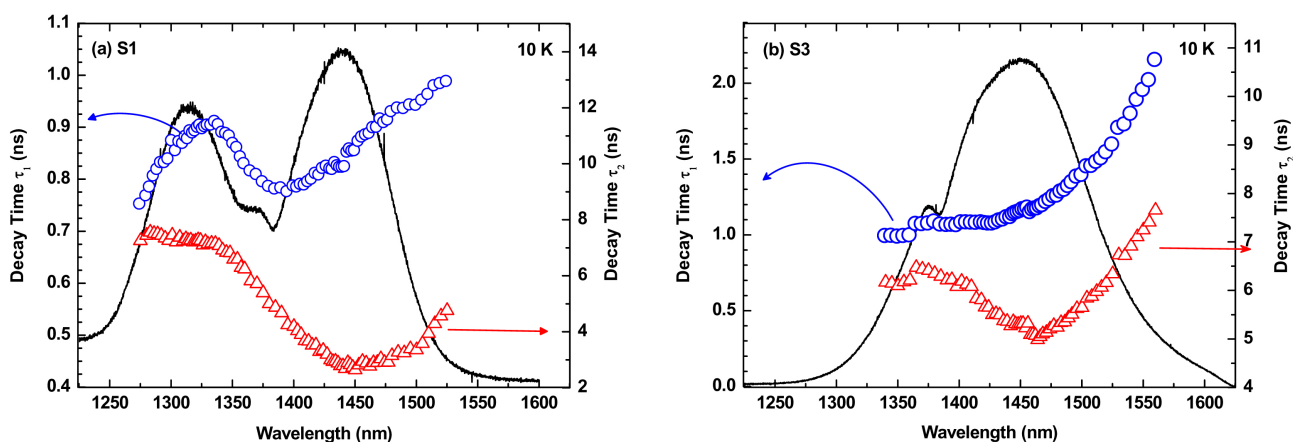 (a) S1
10 K
Decay Time τ1 (ns)
1.1
1.0
0.9
0.8
0.7
0.6
0.5
0.4
14
12
10
8
6
4
2
Decay Time τ2 (ns)
1250 1300 1350 1400 1450 1500 1550 1600
Wavelength (nm)
(b) S3
10 K
Decay Time τ1 (ns)
2.0
1.5
1.0
0.5
0.0
11
10
9
8
7
6
5
4
Decay Time τ2 (ns)
1250 1300 1350 1400 1450 1500 1550 1600
Wavelength (nm)